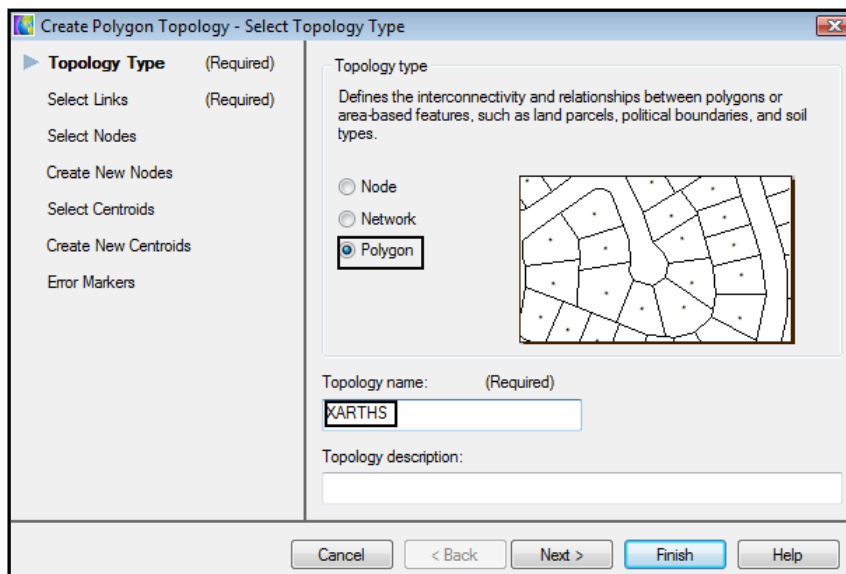 Create Polygon Topology - Select Topology Type
Topology Type (Required)
Select Links (Required)
Select Nodes
Create New Nodes
Select Centroids
Create New Centroids
Error Markers
Topology type
Defines the interconnectivity and relationships between polygons or
area-based features, such as land parcels, political boundaries, and soil
types.
Node
Network
Polygon
Topology name: (Required)
XARTHS
Topology description:
Cancel
< Back
Next >
Finish
Help